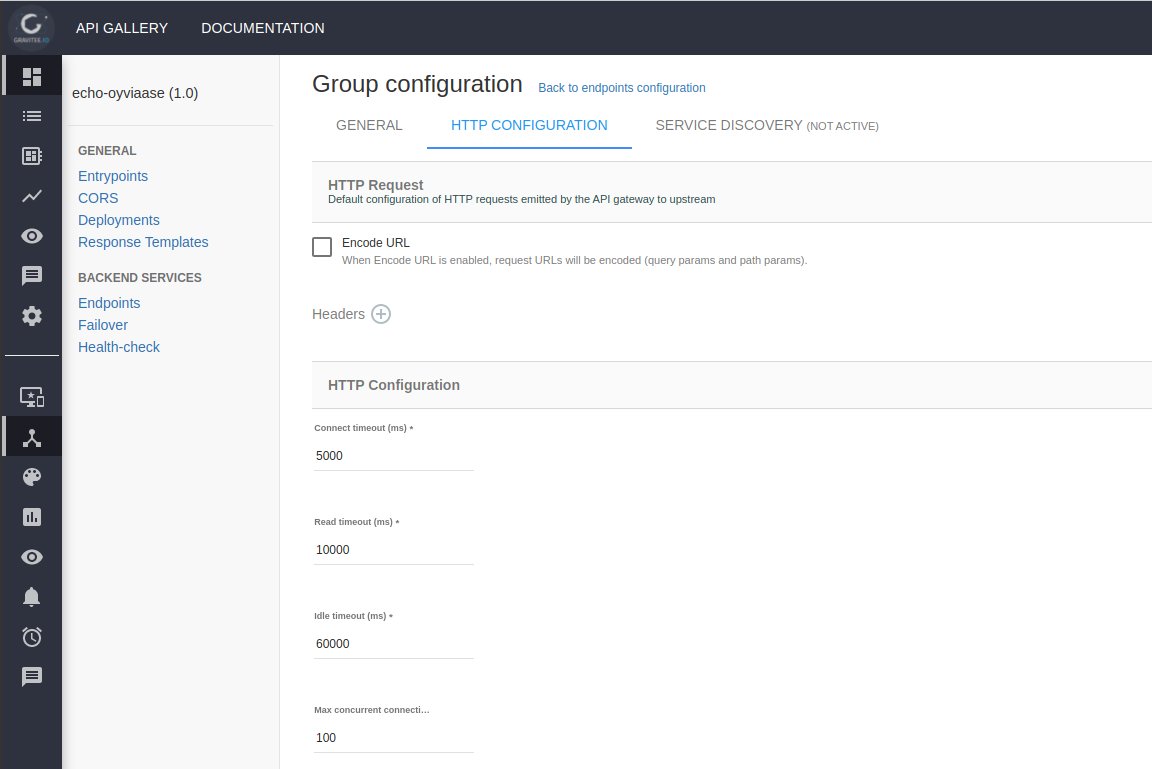 GRAVITEE.IO
API GALLERY
DOCUMENTATION
echo-oyviaase (1.0)
GENERAL
Entrypoints
CORS
Deployments
Response Templates
BACKEND SERVICES
Endpoints
Failover
Health-check
Group configuration Back to endpoints configuration
GENERAL HTTP CONFIGURATION SERVICE DISCOVERY (NOT ACTIVE)
HTTP Request
Default configuration of HTTP requests emitted by the API gateway to upstream
Encode URL
When Encode URL is enabled, request URLs will be encoded (query params and path params).
Headers
HTTP Configuration
Connect timeout (ms) *
5000
Read timeout (ms) *
10000
Idle timeout (ms) *
60000
Max concurrent connecti...
100